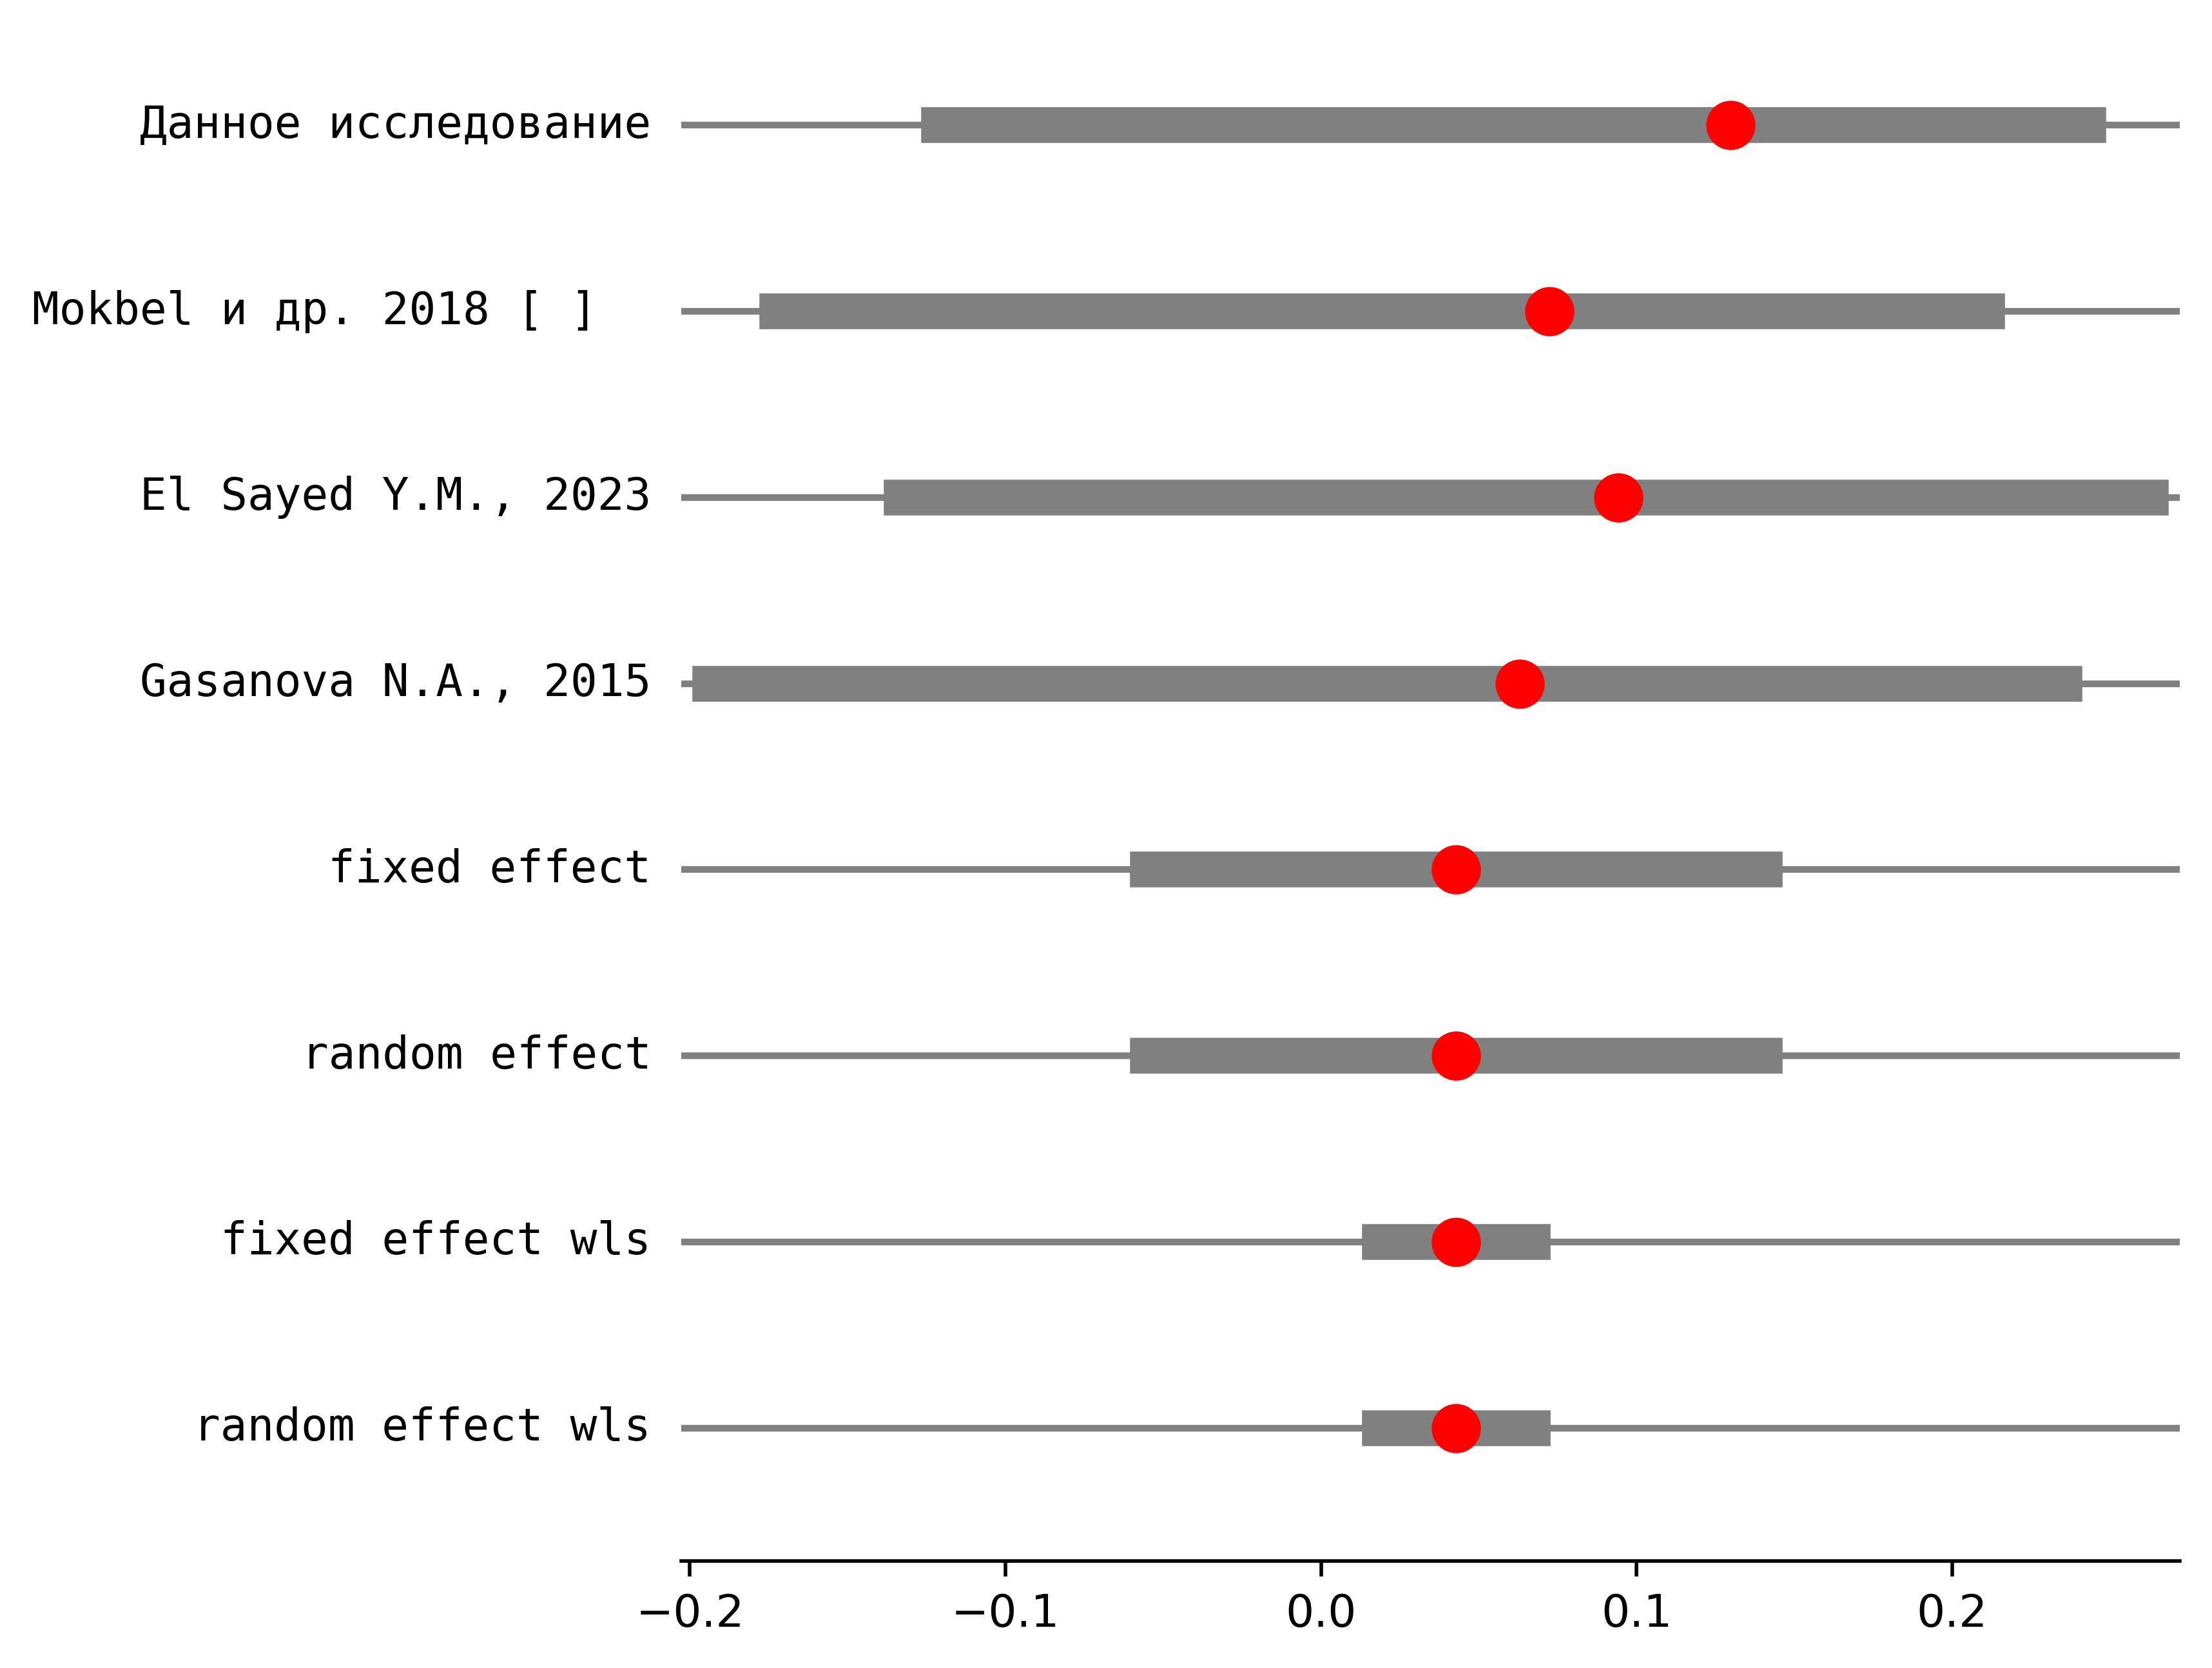 Данное исследование
Mokbel и др. 2018 [ ]
El Sayed Y.M., 2023
Gasanova N.A., 2015
fixed effect
random effect
fixed effect wls
random effect wls
−0.2 −0.1 0.0 0.1 0.2